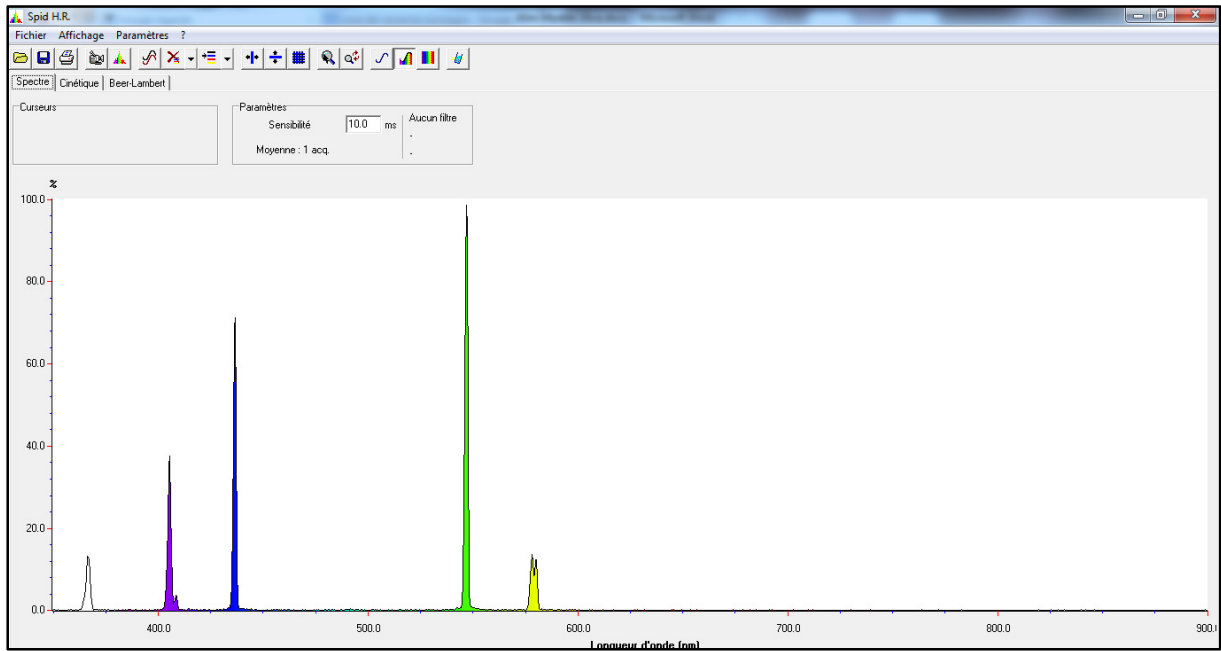 Spid H.R.
Fichier Affichage Paramètres ?
Spectre Cinétique Beer-Lambert
Curseurs
Paramètres
Sensibilité 10.0 ms
Aucun filtre
-
Moyenne : 1 acq.
-
%
100.0
80.0
60.0
40.0
20.0
0.0
400.0 500.0 600.0 700.0 800.0 900.
Longueur d'onde (nm)